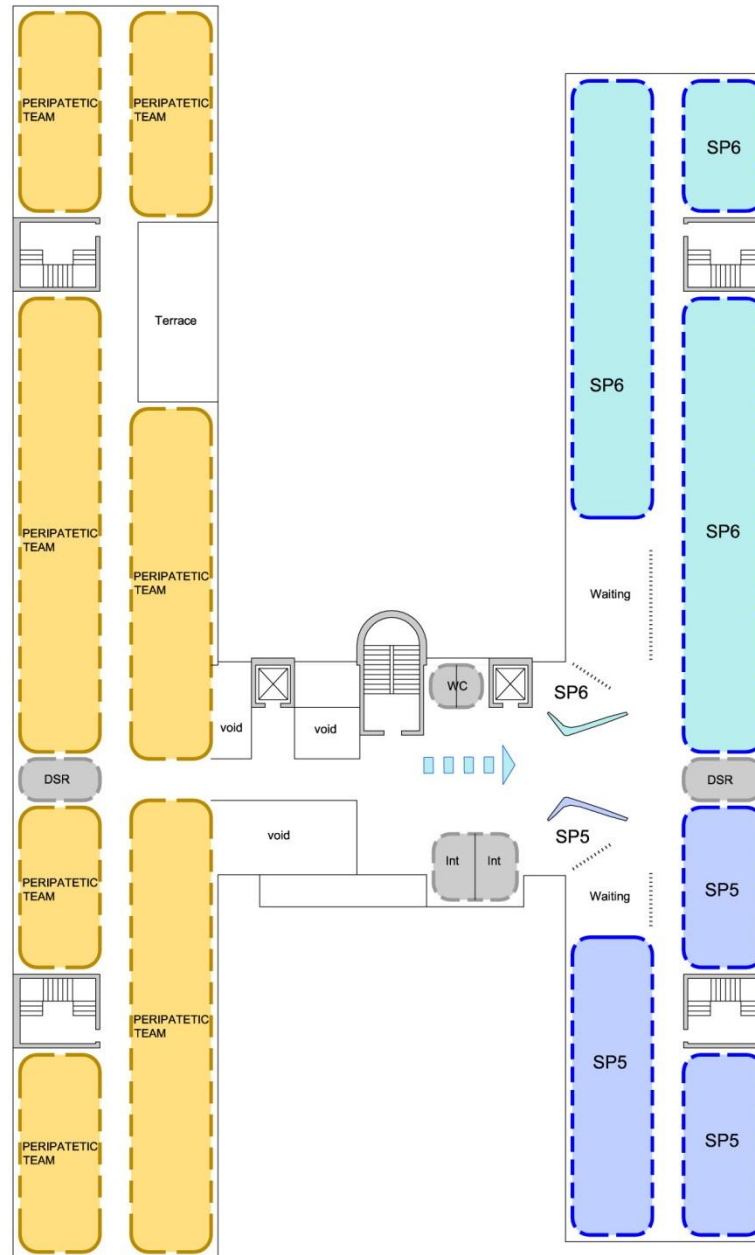 PERIPATETIC
TEAM
PERIPATETIC
TEAM
SP6
Terrace
SP6
PERIPATETIC
TEAM
PERIPATETIC
TEAM
SP6
Waiting
WC
SP6
void
void
DSR
DSR
void
SP5
Int
Int
PERIPATETIC
TEAM
Waiting
SP5
PERIPATETIC
TEAM
SP5
PERIPATETIC
TEAM
SP5